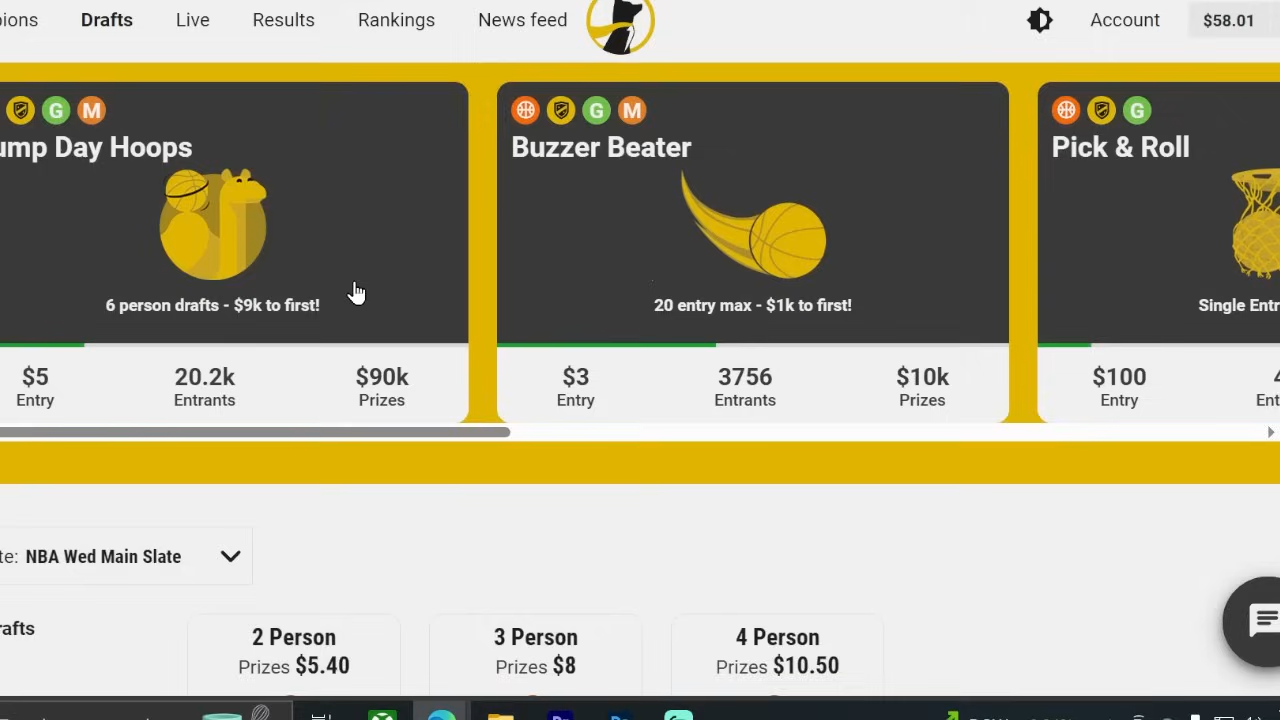 pions Drafts Live Results Rankings News feed Account $58.01
G M
ump Day Hoops
6 person drafts - $9k to first!
$5 20.2k $90k
Entry Entrants Prizes
G M
Buzzer Beater
20 entry max - $1k to first!
$3 3756 $10k
Entry Entrants Prizes
G
Pick & Roll
Single Entr
$100 4
Entry Ent
te: NBA Wed Main Slate
rafts
2 Person
Prizes $5.40
3 Person
Prizes $8
4 Person
Prizes $10.50